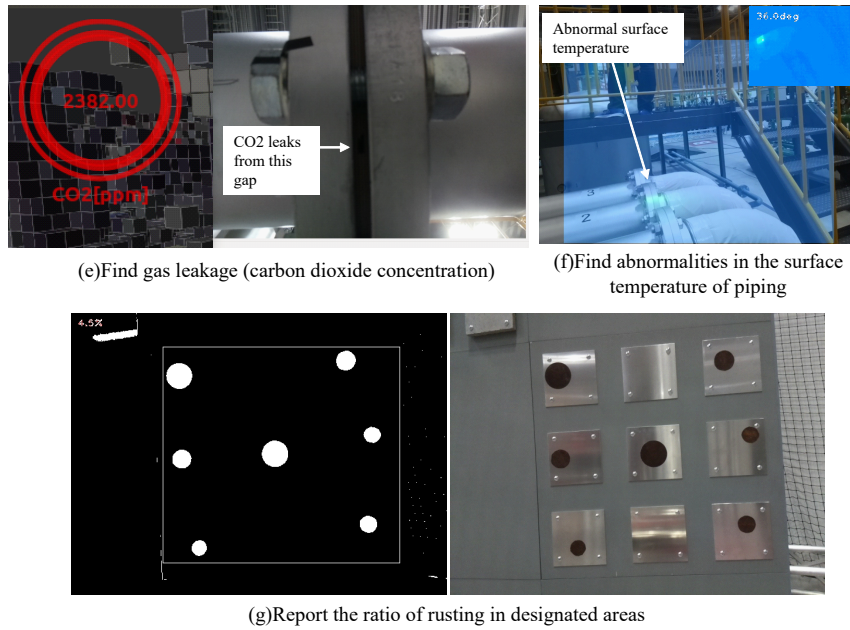 2382.00
CO2[ppm]
CO2 leaks
from this
gap
Abnormal surface
temperature
36.0deg
3
2
(e)Find gas leakage (carbon dioxide concentration)
(f)Find abnormalities in the surface
temperature of piping
4.5%
(g)Report the ratio of rusting in designated areas